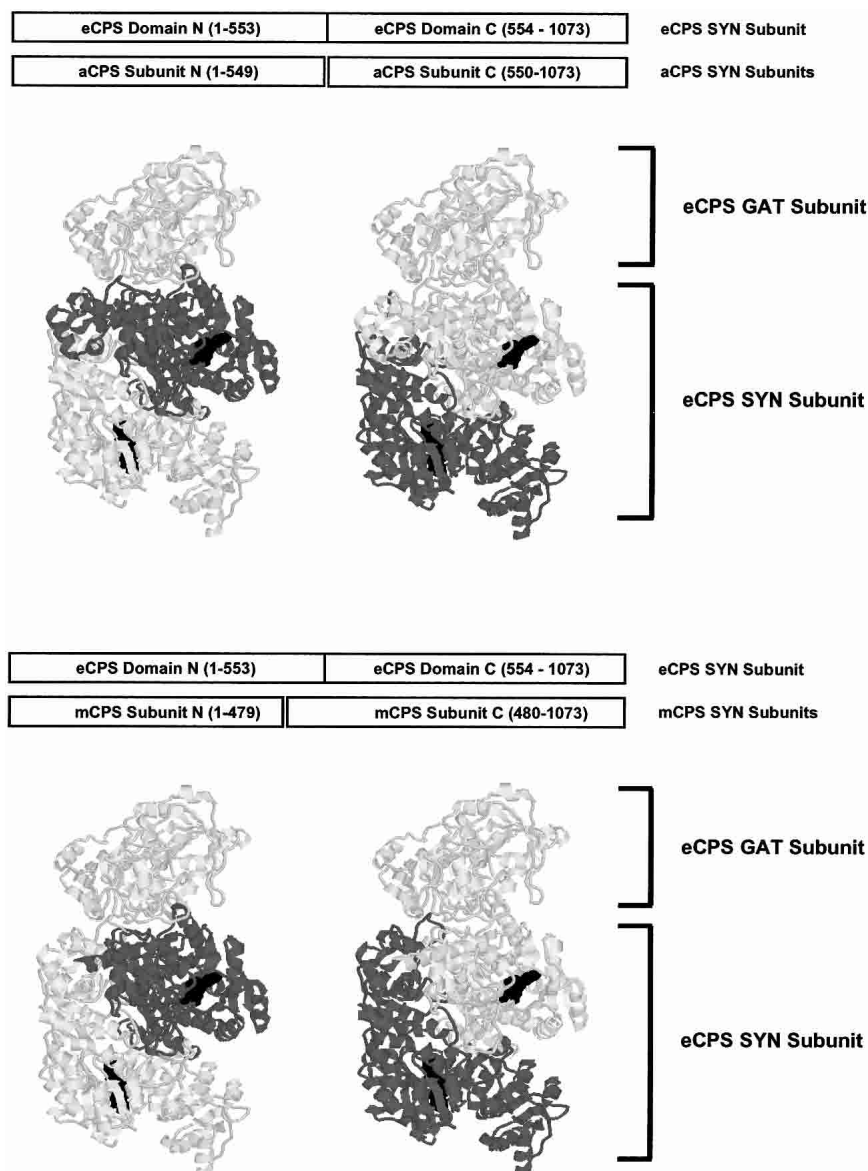 eCPS Domain N (1-553) eCPS Domain C (554 - 1073) eCPS SYN Subunit
aCPS Subunit N (1-549) aCPS Subunit C (550-1073) aCPS SYN Subunits
eCPS GAT Subunit
eCPS SYN Subunit
eCPS Domain N (1-553) eCPS Domain C (554 - 1073) eCPS SYN Subunit
mCPS Subunit N (1-479) mCPS Subunit C (480-1073) mCPS SYN Subunits
eCPS GAT Subunit
eCPS SYN Subunit